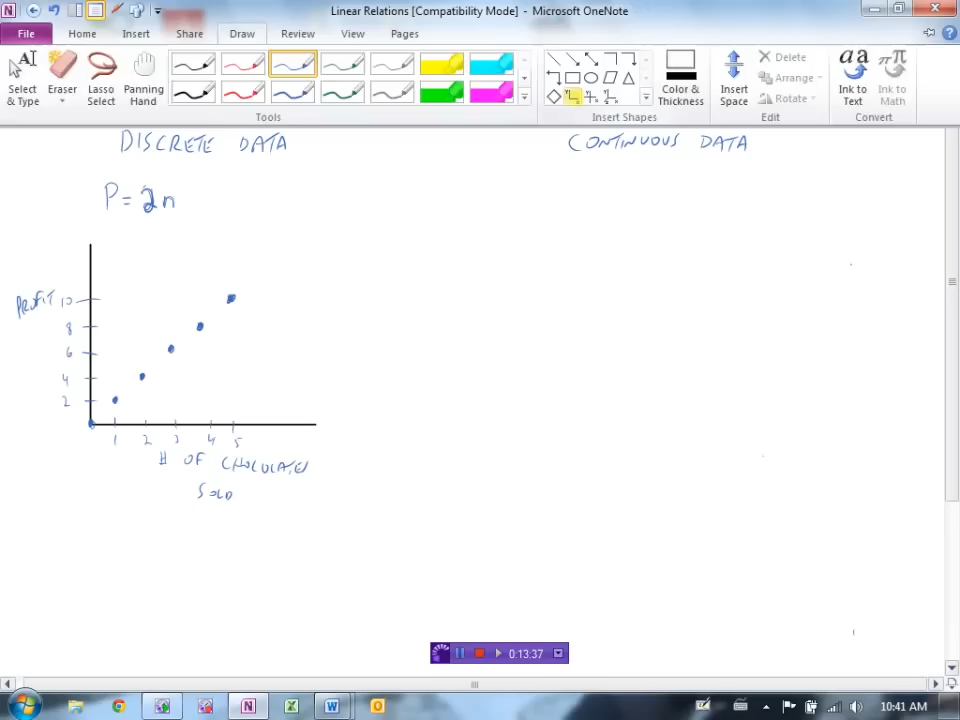 Linear Relations [Compatibility Mode] - Microsoft OneNote
File Home Insert Share Draw Review View Pages
Select & Type
Eraser
Lasso Select
Panning Hand
Color & Thickness
Insert Space
Delete
Arrange
Rotate
Ink to Text
Ink to Math
Tools Insert Shapes Edit Convert
DISCRETE DATA CONTINUOUS DATA
P = 2n
PROFIT 10
8
6
4
2
1 2 3 4 5
# OF CHOCOLATES
SOLD
0:13:37
10:41 AM